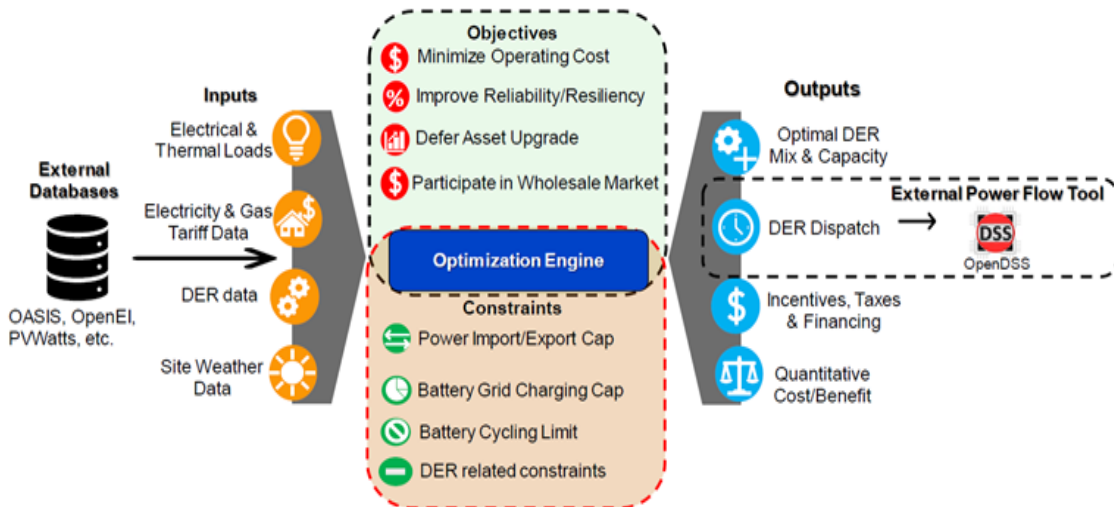 External
Databases
OASIS, OpenEI,
PVWatts, etc.
Inputs
Electrical &
Thermal Loads
Electricity & Gas
Tariff Data
DER data
Site Weather
Data
Objectives
$ Minimize Operating Cost
% Improve Reliability/Resiliency
Defer Asset Upgrade
$ Participate in Wholesale Market
Optimization Engine
Constraints
Power Import/Export Cap
Battery Grid Charging Cap
Battery Cycling Limit
DER related constraints
Outputs
Optimal DER
Mix & Capacity
DER Dispatch
External Power Flow Tool
DSS
OpenDSS
$ Incentives, Taxes
& Financing
Quantitative
Cost/Benefit